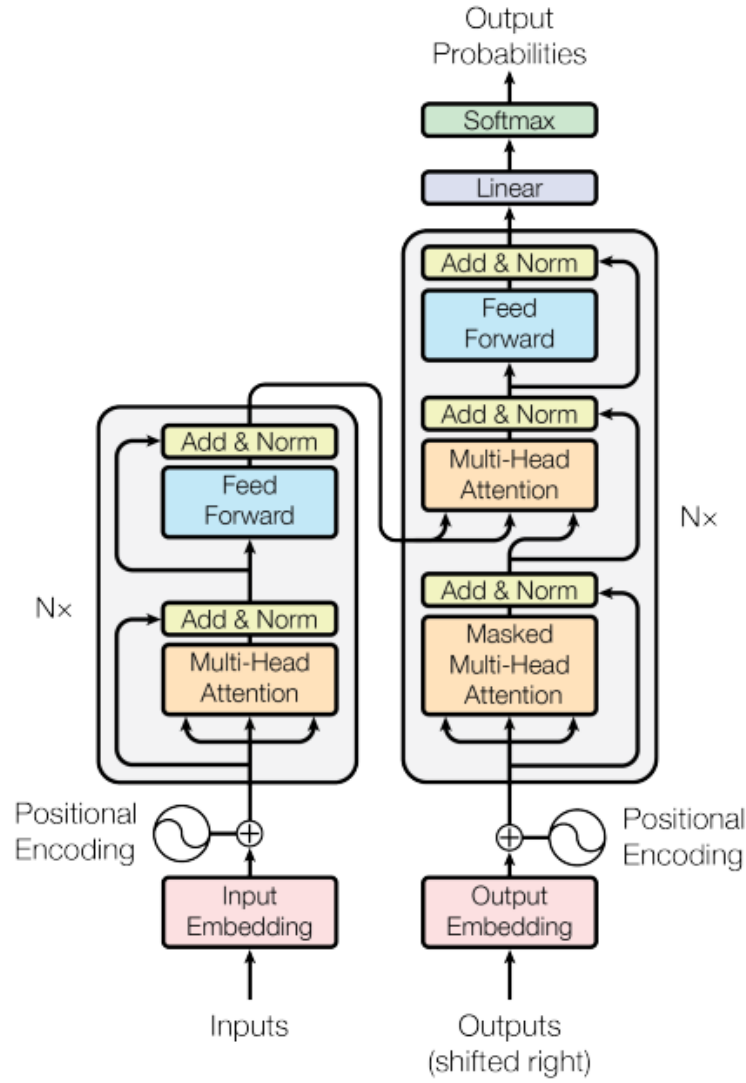 Output
Probabilities
Softmax
Linear
Add & Norm
Feed
Forward
Add & Norm
Multi-Head
Attention
Nx
Add & Norm
Masked
Multi-Head
Attention
Add & Norm
Feed
Forward
Nx
Add & Norm
Multi-Head
Attention
Positional
Encoding
Positional
Encoding
Input
Embedding
Output
Embedding
Inputs
Outputs
(shifted right)